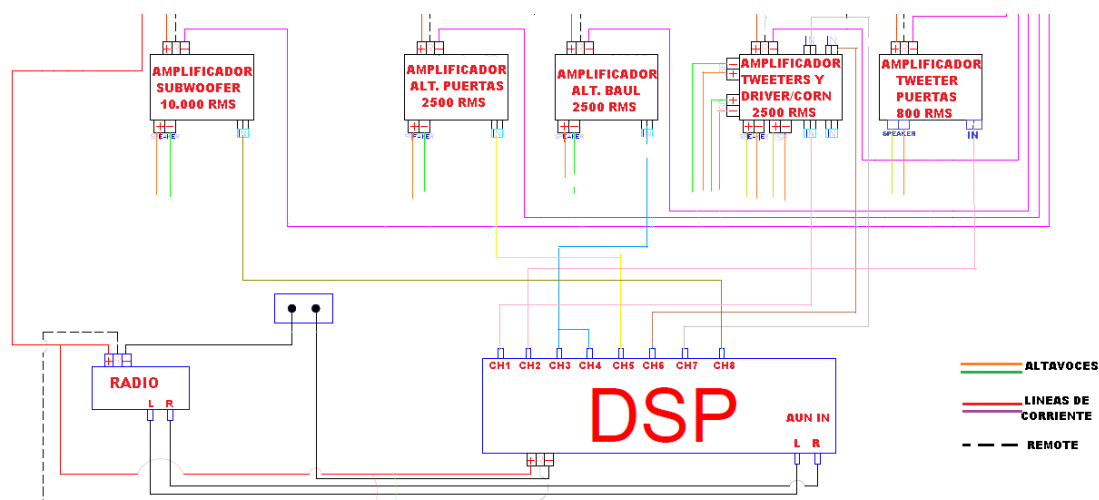 AMPLIFICADOR
SUBWOOFER
10.000 RMS
AMPLIFICADOR
ALT. PUERTAS
2500 RMS
AMPLIFICADOR
ALT. BAUL
2500 RMS
AMPLIFICADOR
TWEETERS Y
DRIVER/CORN
2500 RMS
AMPLIFICADOR
TWEETER
PUERTAS
800 RMS
SPEAKER
IN
RADIO
L R
CH1 CH2 CH3 CH4 CH5 CH6 CH7 CH8
DSP
AUN IN
L R
ALTAVOCES
LINEAS DE
CORRIENTE
REMOTE